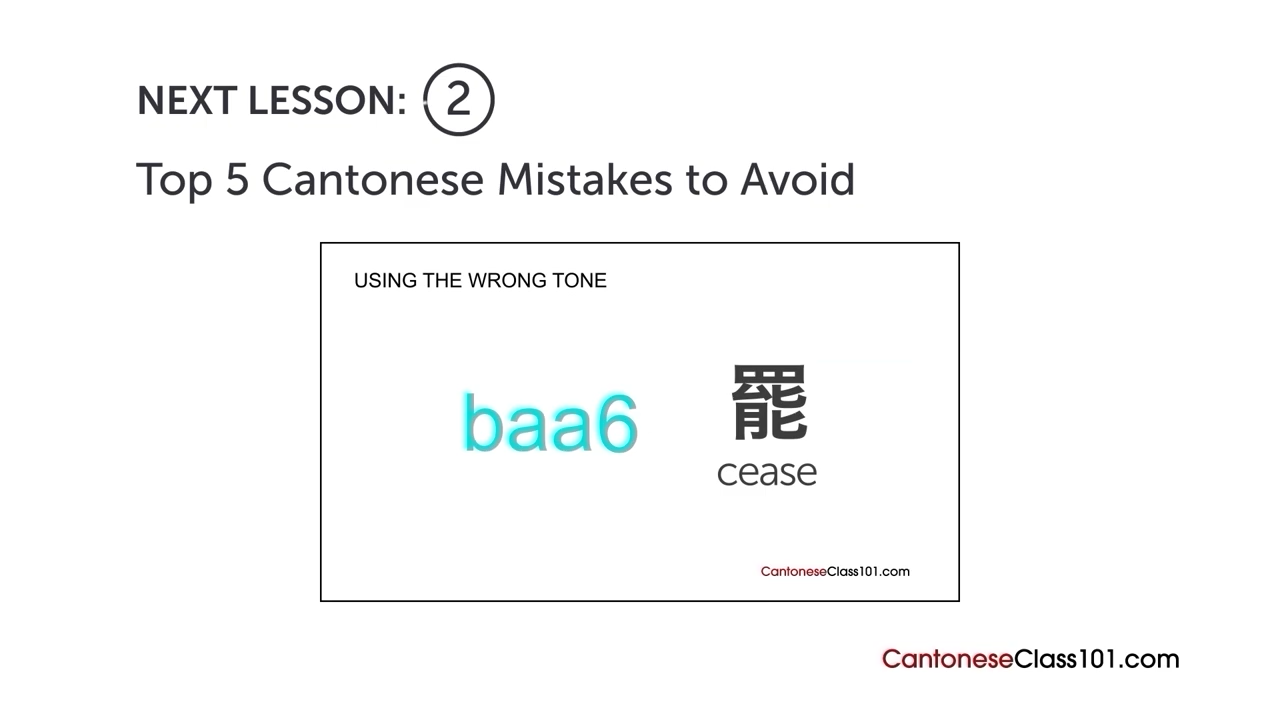 NEXT LESSON: 2
Top 5 Cantonese Mistakes to Avoid
USING THE WRONG TONE
baa6
罷
cease
CantoneseClass101.com
CantoneseClass101.com